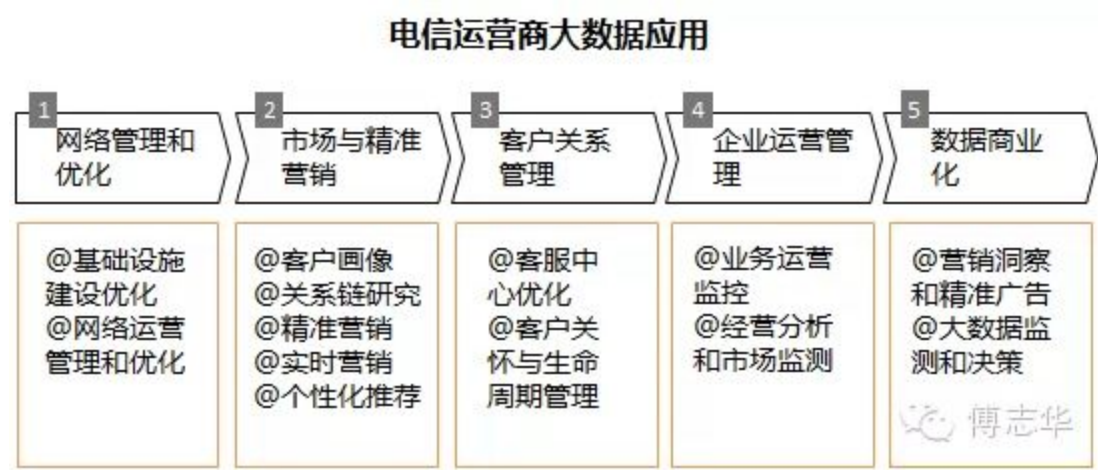 电信运营商大数据应用
1
网络管理和
优化
2
市场与精准
营销
3
客户关系
管理
4
企业运营管
理
5
数据商业
化
@基础设施
建设优化
@网络运营
管理和优化
@客户画像
@关系链研究
@精准营销
@实时营销
@个性化推荐
@客服中
心优化
@客户关
怀与生命
周期管理
@业务运营
监控
@经营分析
和市场监测
@营销洞察
和精准广告
@大数据监
测和决策
傅志华